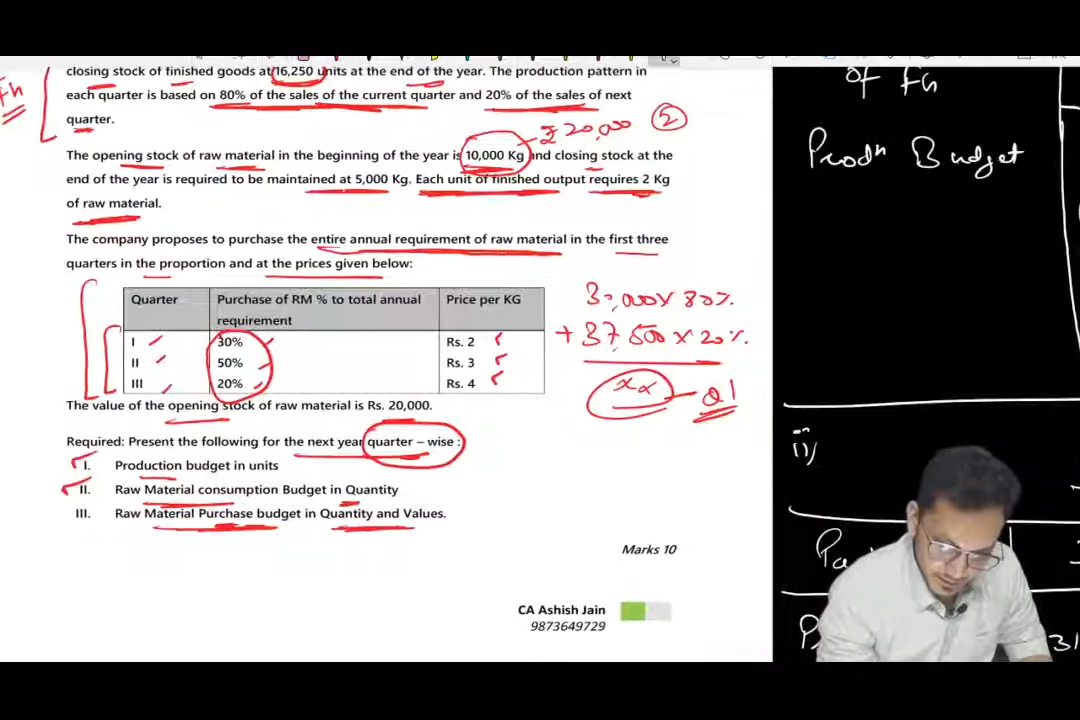 closing stock of finished goods at 16,250 units at the end of the year. The production pattern in
each quarter is based on 80% of the sales of the current quarter and 20% of the sales of next
quarter.
₹20,000 (2)
The opening stock of raw material in the beginning of the year is 10,000 Kg and closing stock at the
end of the year is required to be maintained at 5,000 Kg. Each unit of finished output requires 2 Kg
of raw material.
The company proposes to purchase the entire annual requirement of raw material in the first three
quarters in the proportion and at the prices given below:
Quarter Purchase of RM % to total annual requirement Price per KG
I 30% Rs. 2
II 50% Rs. 3
III 20% Rs. 4
The value of the opening stock of raw material is Rs. 20,000.
Required: Present the following for the next year quarter – wise :
I. Production budget in units
II. Raw Material consumption Budget in Quantity
III. Raw Material Purchase budget in Quantity and Values.
Marks 10
CA Ashish Jain
9873649729
30,000 x 80%
+ 37,500 x 20%
xx - Q1
of FG
Prodn Budget
ii)
Pa